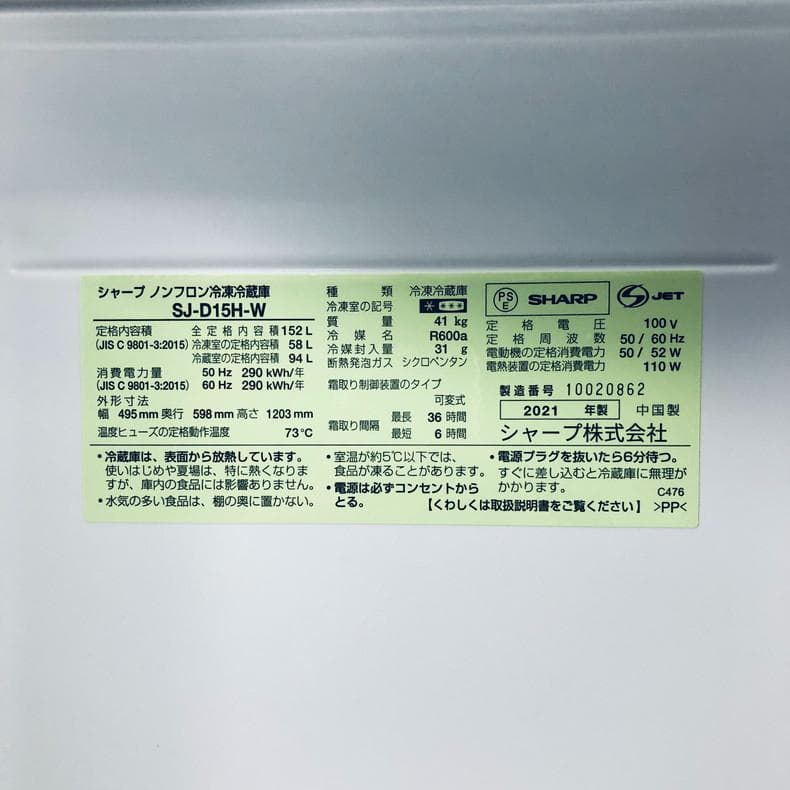 シャープ ノンフロン冷凍冷蔵庫
SJ-D15H-W
定格内容積 全定格内容積 152 L
(JIS C 9801-3:2015) 冷凍室の定格内容積 58 L
冷蔵室の定格内容積 94 L
消費電力量 50 Hz 290 kWh/年
(JIS C 9801-3:2015) 60 Hz 290 kWh/年
外形寸法
幅 495 mm 奥行 598 mm 高さ 1203 mm
温度ヒューズの定格動作温度 73℃
種類 冷凍冷蔵庫
冷凍室の記号 * ***
質量 41 kg
冷媒名 R600a
冷媒封入量 31 g
断熱発泡ガス シクロペンタン
霜取り制御装置のタイプ
可変式
霜取り間隔 最長 36 時間
最短 6 時間
PSE SHARP JET
定格電圧 100 V
定格周波数 50 / 60 Hz
電動機の定格消費電力 50 / 52 W
電熱装置の定格消費電力 110 W
製造番号 10020862
2021 年製 中国製
シャープ株式会社
・冷蔵庫は、表面から放熱しています。
使いはじめや夏場は、特に熱くなりま
すが、庫内の食品には影響ありません。
・水気の多い食品は、棚の奥に置かない。
・室温が約5℃以下では、
食品が凍ることがあります。
・電源は必ずコンセントから
とる。
・電源プラグを抜いたら6分待つ。
すぐに差し込むと冷蔵庫に無理が
かかります。
C476
【くわしくは取扱説明書をご覧ください】 >PP<